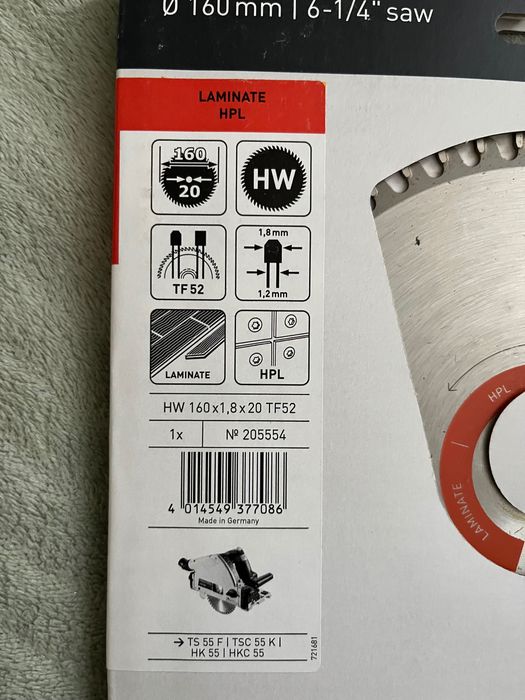 Ø 160 mm | 6-1/4" saw
LAMINATE
HPL
160
20
HW
TF 52
1,8 mm
1,2 mm
LAMINATE
HPL
HW 160x1,8x20 TF52
1x
Nº 205554
4 014549 377086
Made in Germany
→ TS 55 F | TSC 55 K |
HK 55 | HKC 55
721681
HPL
LAMINATE /